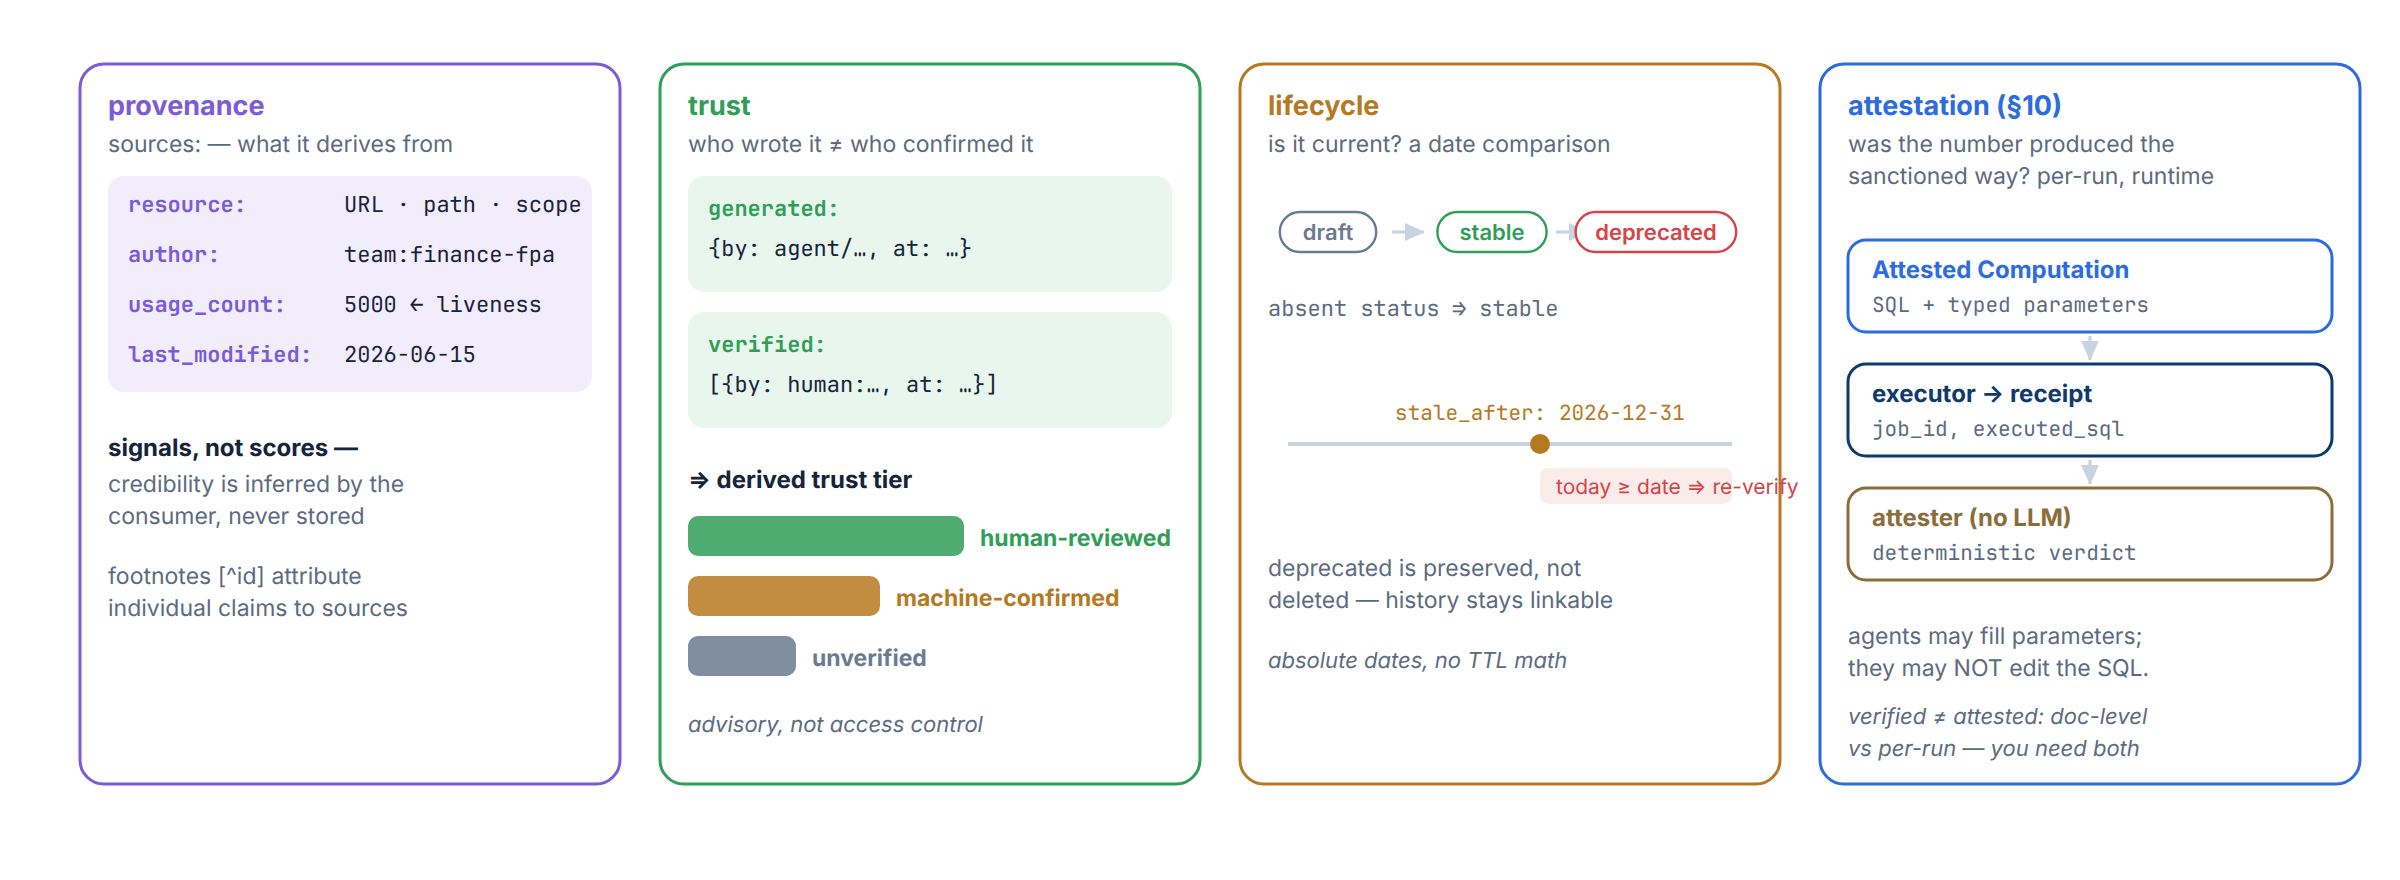 provenance
sources: — what it derives from
resource: URL · path · scope
author: team:finance-fpa
usage_count: 5000 ← liveness
last_modified: 2026-06-15
signals, not scores —
credibility is inferred by the
consumer, never stored
footnotes [^id] attribute
individual claims to sources
trust
who wrote it ≠ who confirmed it
generated:
{by: agent/…, at: …}
verified:
[{by: human:…, at: …}]
⇒ derived trust tier
human-reviewed
machine-confirmed
unverified
advisory, not access control
lifecycle
is it current? a date comparison
draft
stable
deprecated
absent status ⇒ stable
stale_after: 2026-12-31
today ≥ date ⇒ re-verify
deprecated is preserved, not
deleted — history stays linkable
absolute dates, no TTL math
attestation (§10)
was the number produced the
sanctioned way? per-run, runtime
Attested Computation
SQL + typed parameters
executor → receipt
job_id, executed_sql
attester (no LLM)
deterministic verdict
agents may fill parameters;
they may NOT edit the SQL.
verified ≠ attested: doc-level
vs per-run — you need both